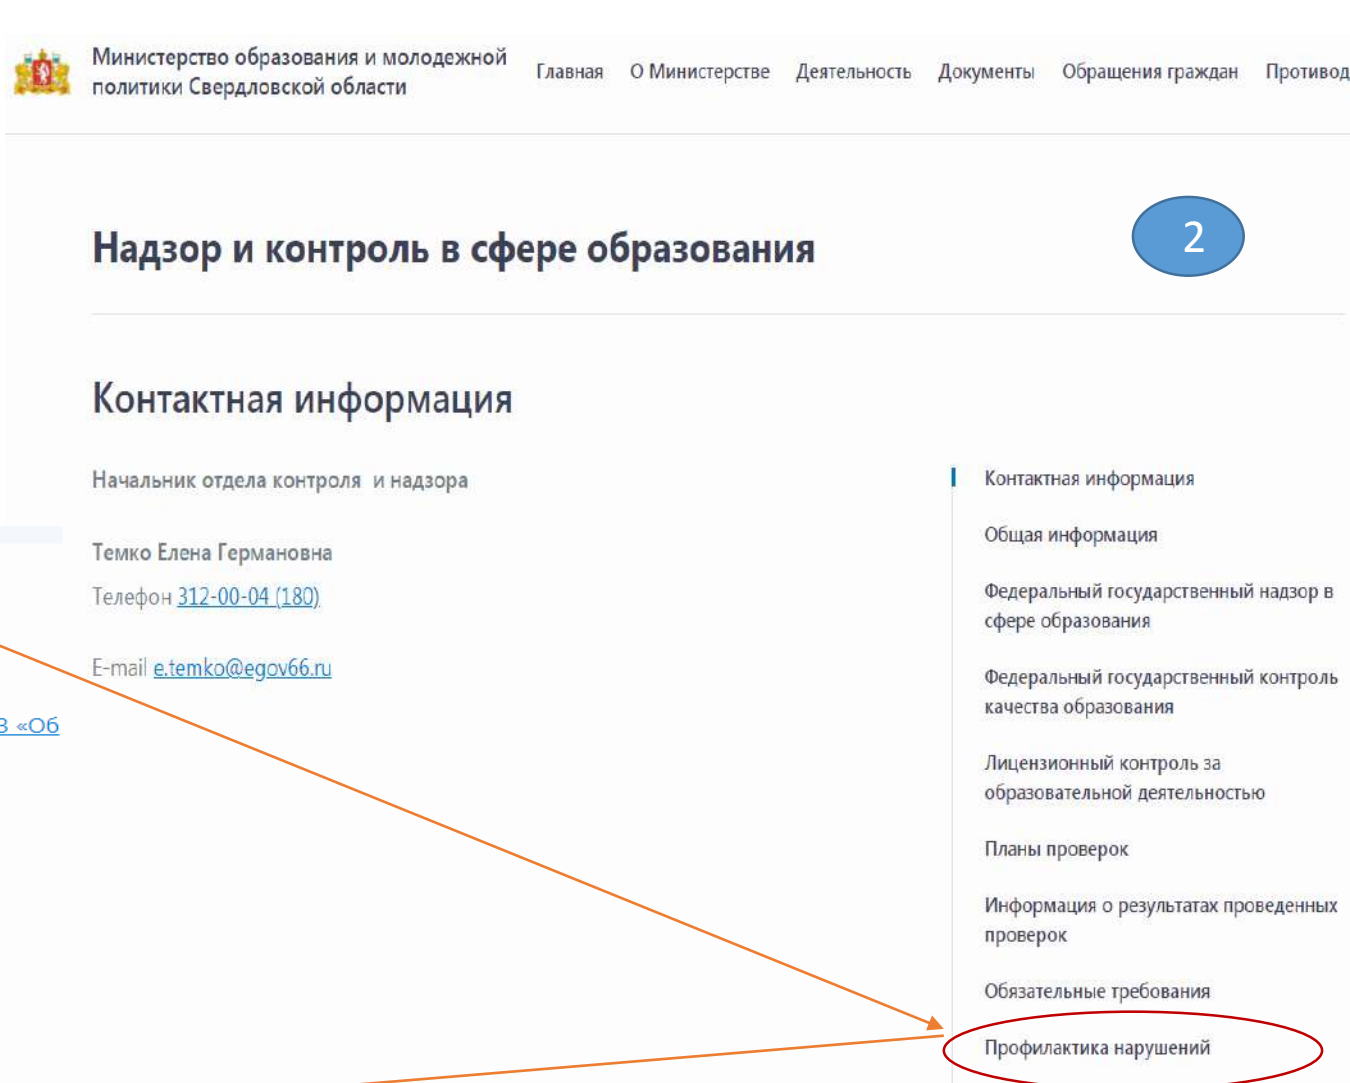 Министерство образования и молодежной
политики Свердловской области
Главная О Министерстве Деятельность Документы Обращения граждан Противод
Надзор и контроль в сфере образования
2
Контактная информация
Начальник отдела контроля и надзора
Темко Елена Германовна
Телефон 312-00-04 (180)
E-mail e.temko@egov66.ru
З «Об
Контактная информация
Общая информация
Федеральный государственный надзор в
сфере образования
Федеральный государственный контроль
качества образования
Лицензионный контроль за
образовательной деятельностью
Планы проверок
Информация о результатах проведенных
проверок
Обязательные требования
Профилактика нарушений